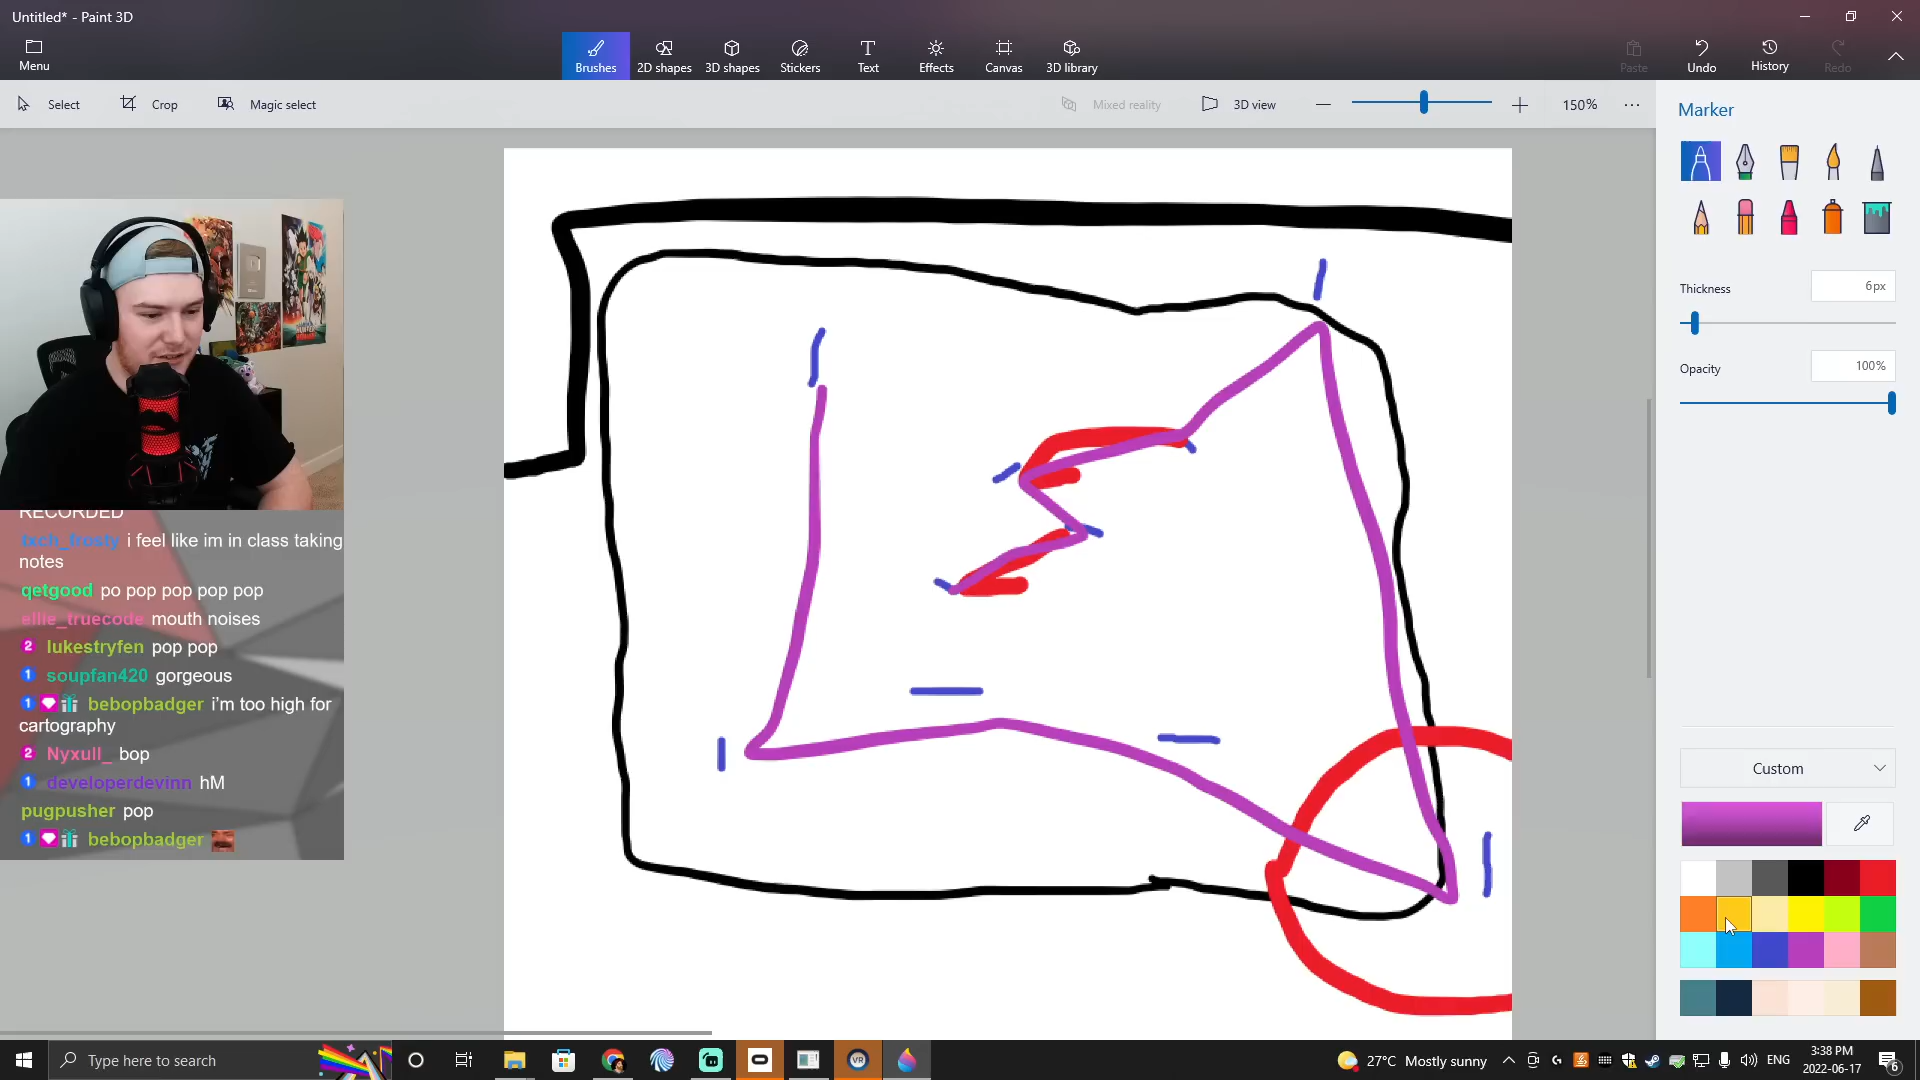 Untitled* - Paint 3D
Menu
Brushes
2D shapes
3D shapes
Stickers
Text
Effects
Canvas
3D library
Paste
Undo
History
Redo
Select
Crop
Magic select
Mixed reality
3D view
150%
Marker
Thickness
6px
Opacity
100%
Custom
RECORDED
txch_frosty i feel like im in class taking
notes
qetgood po pop pop pop pop
ellie_truecode mouth noises
2 lukestryfen pop pop
1 soupfan420 gorgeous
1 bebopbadger i'm too high for
cartography
2 Nyxull_ bop
1 developerdevinn hM
pugpusher pop
1 bebopbadger
Type here to search
VR
27°C Mostly sunny
ENG
3:38 PM
2022-06-17
6